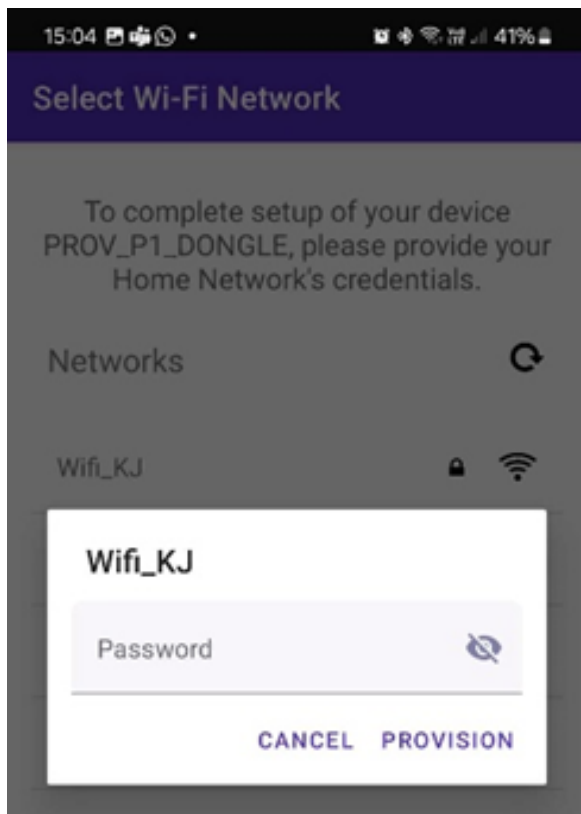 15:04 41%
Select Wi-Fi Network
To complete setup of your device
PROV_P1_DONGLE, please provide your
Home Network's credentials.
Networks
Wifi_KJ
Wifi_KJ
Password
CANCEL PROVISION